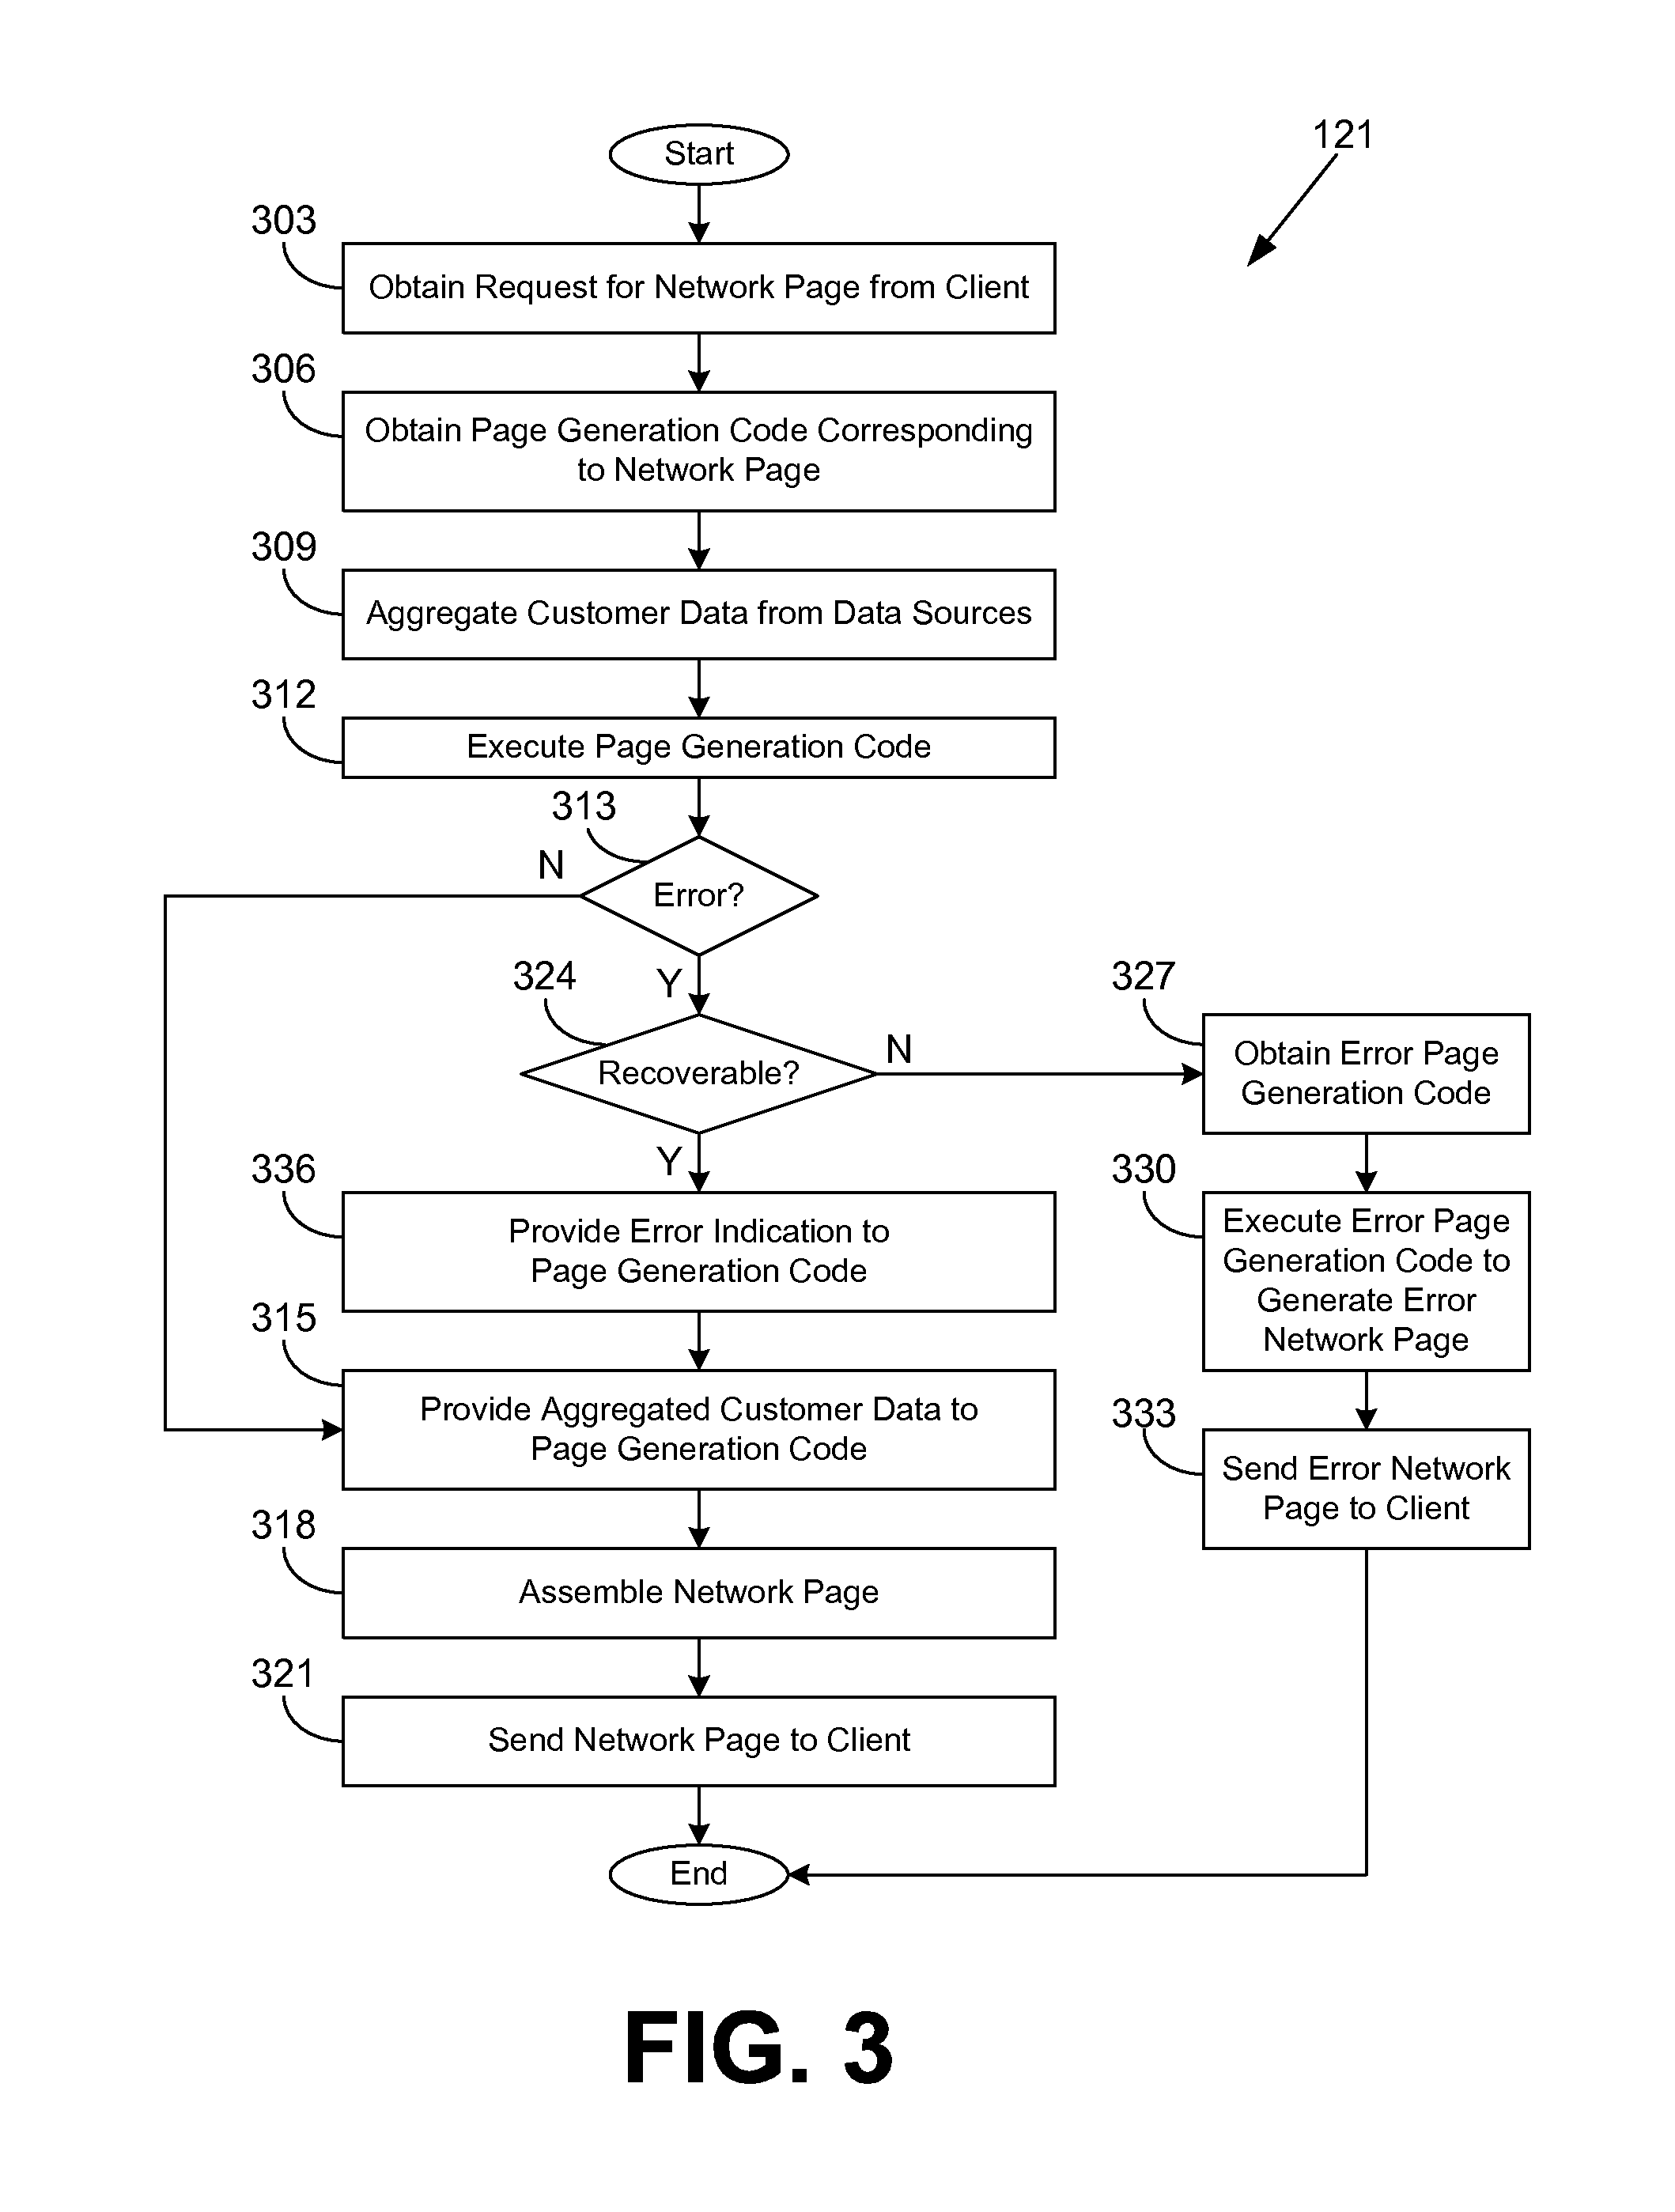 121
Start
303
Obtain Request for Network Page from Client
306
Obtain Page Generation Code Corresponding
to Network Page
309
Aggregate Customer Data from Data Sources
312
Execute Page Generation Code
313
N
Error?
Y
324
Recoverable?
N
327
Obtain Error Page
Generation Code
Y
336
Provide Error Indication to
Page Generation Code
330
Execute Error Page
Generation Code to
Generate Error
Network Page
315
Provide Aggregated Customer Data to
Page Generation Code
333
Send Error Network
Page to Client
318
Assemble Network Page
321
Send Network Page to Client
End
FIG. 3